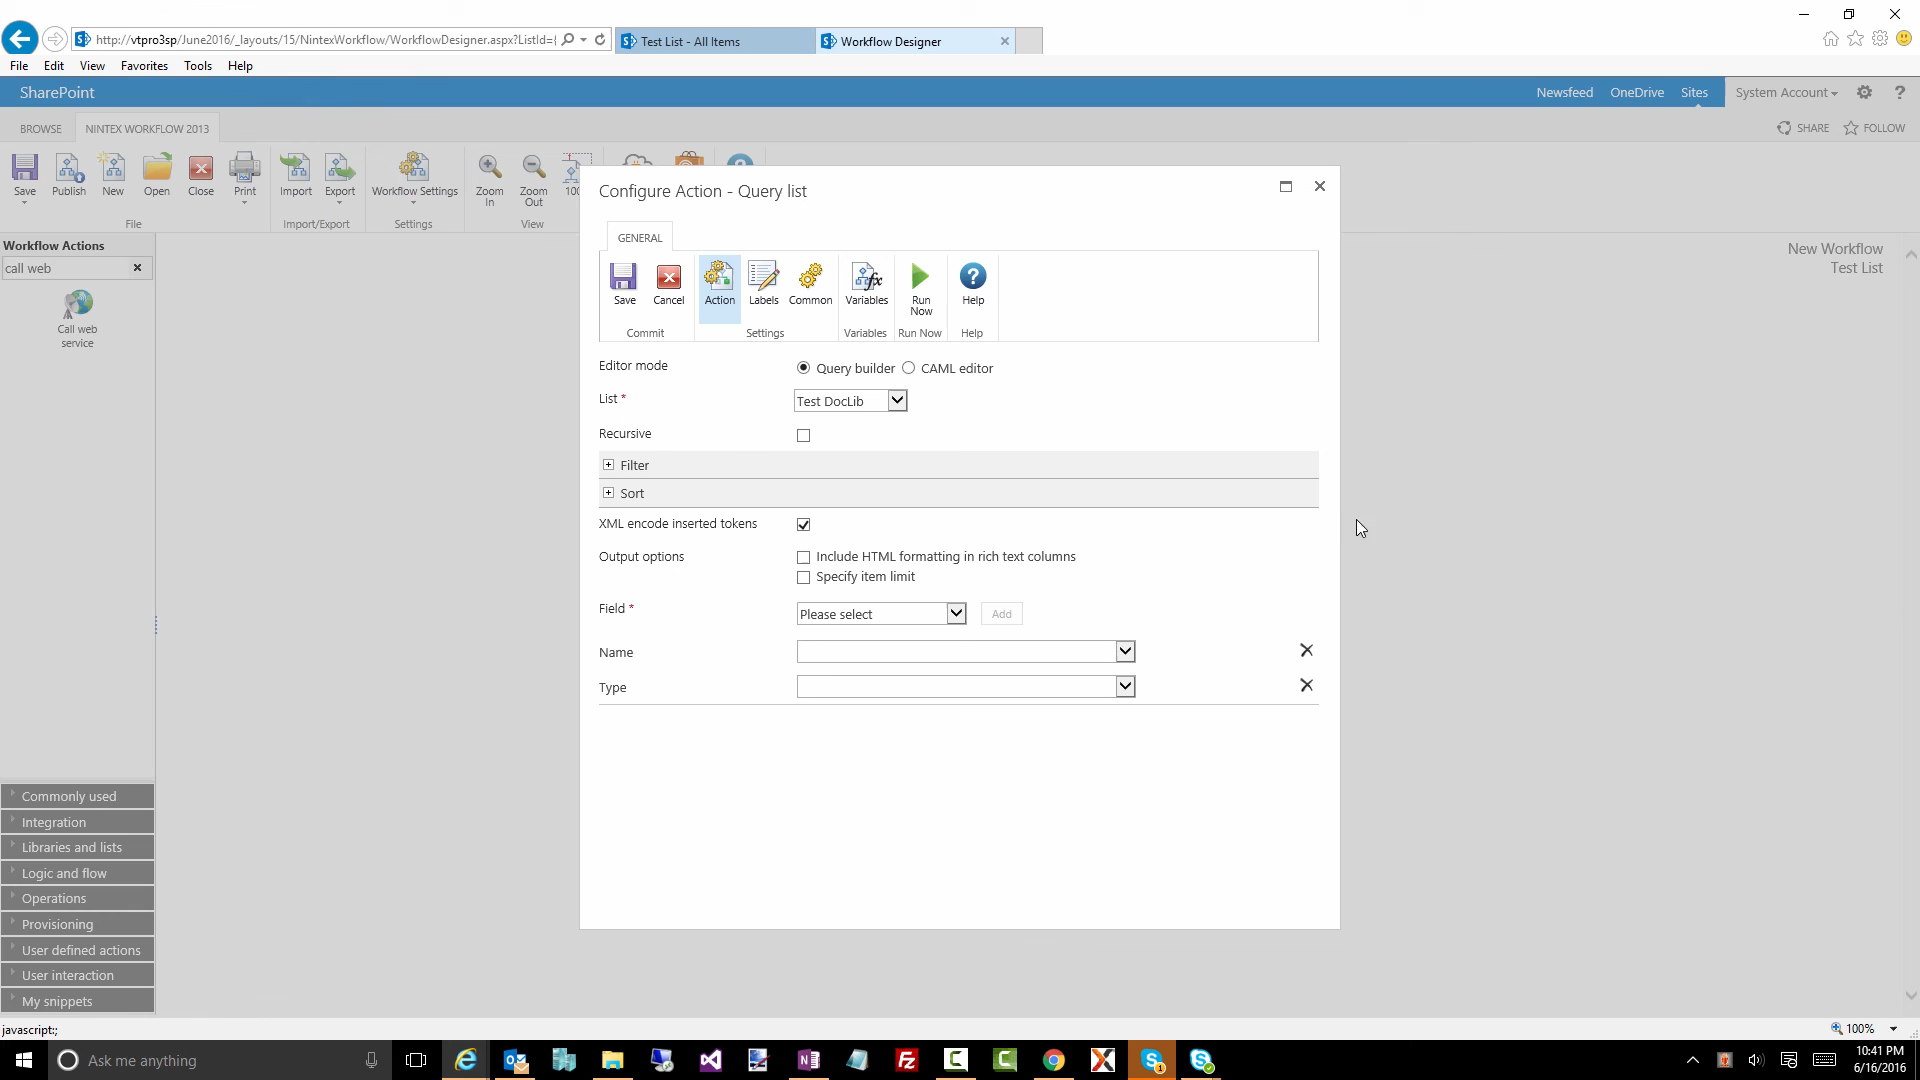 http://vtpro3sp/June2016/_layouts/15/NintexWorkflow/WorkflowDesigner.aspx?ListId={
Test List - All Items
Workflow Designer
File Edit View Favorites Tools Help
SharePoint
Newsfeed OneDrive Sites System Account ?
BROWSE NINTEX WORKFLOW 2013
SHARE FOLLOW
Save Publish New Open Close Print Import Export Workflow Settings Zoom In Zoom Out 100
File Import/Export Settings View
Workflow Actions
call web
Call web
service
New Workflow
Test List
Configure Action - Query list
GENERAL
Save Cancel Action Labels Common Variables Run Now Help
Commit Settings Variables Run Now Help
Editor mode Query builder CAML editor
List * Test DocLib
Recursive
Filter
Sort
XML encode inserted tokens
Output options Include HTML formatting in rich text columns
Specify item limit
Field * Please select Add
Name
Type
Commonly used
Integration
Libraries and lists
Logic and flow
Operations
Provisioning
User defined actions
User interaction
My snippets
javascript:;
100%
Ask me anything
10:41 PM
6/16/2016